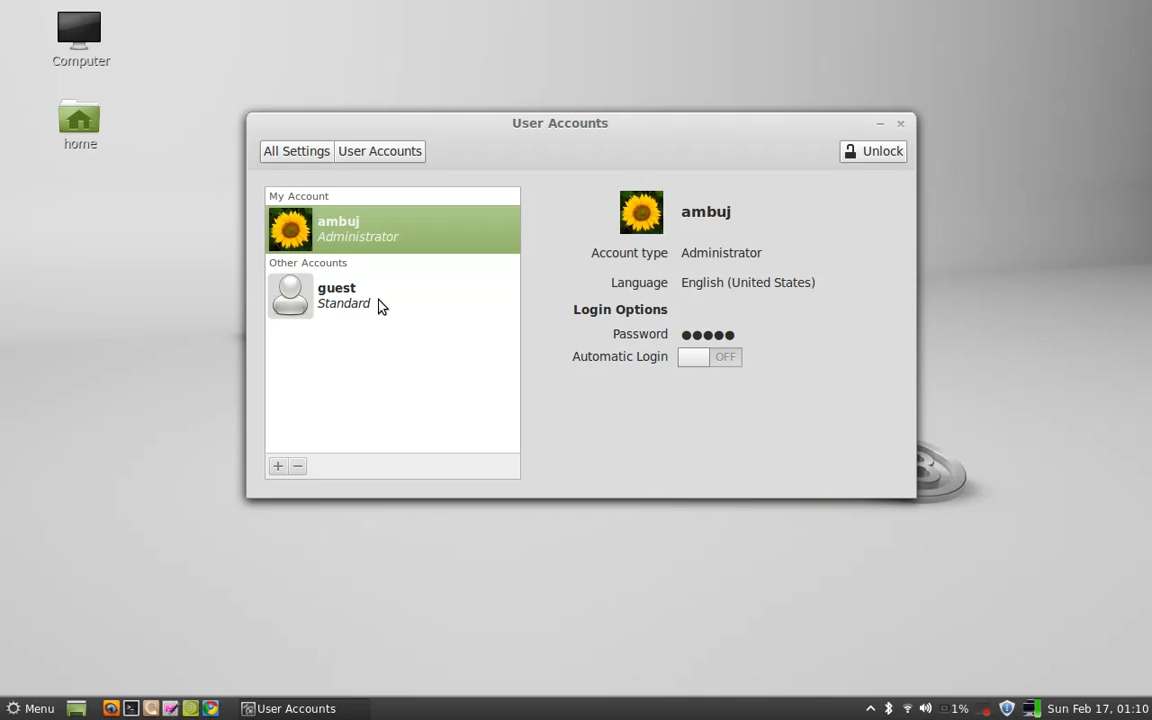 Computer
home
User Accounts
All Settings
User Accounts
Unlock
My Account
ambuj
Administrator
Other Accounts
guest
Standard
ambuj
Account type Administrator
Language English (United States)
Login Options
Password ●●●●●
Automatic Login OFF
+ −
Menu
User Accounts
1%
Sun Feb 17, 01:10